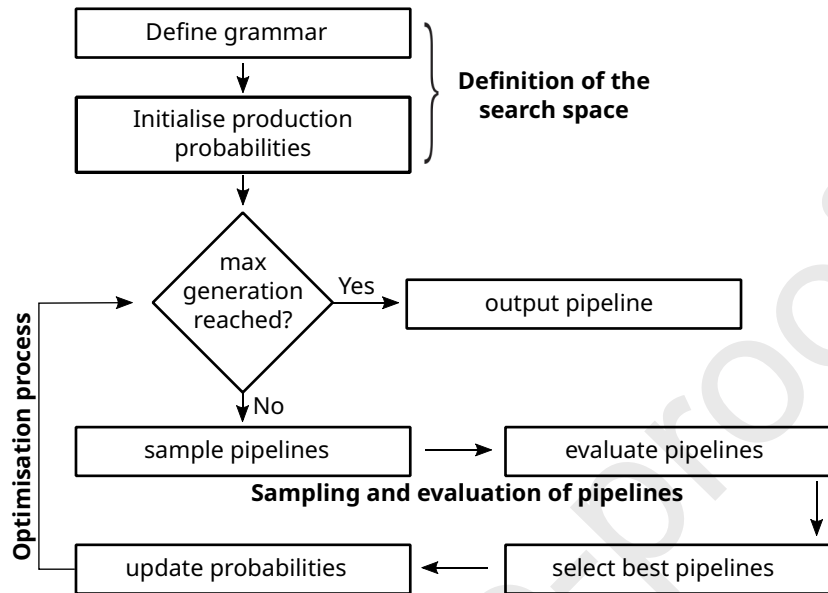 Define grammar
Definition of the
search space
Initialise production
probabilities
max
generation
reached?
Yes
output pipeline
No
Optimisation process
sample pipelines
evaluate pipelines
Sampling and evaluation of pipelines
update probabilities
select best pipelines